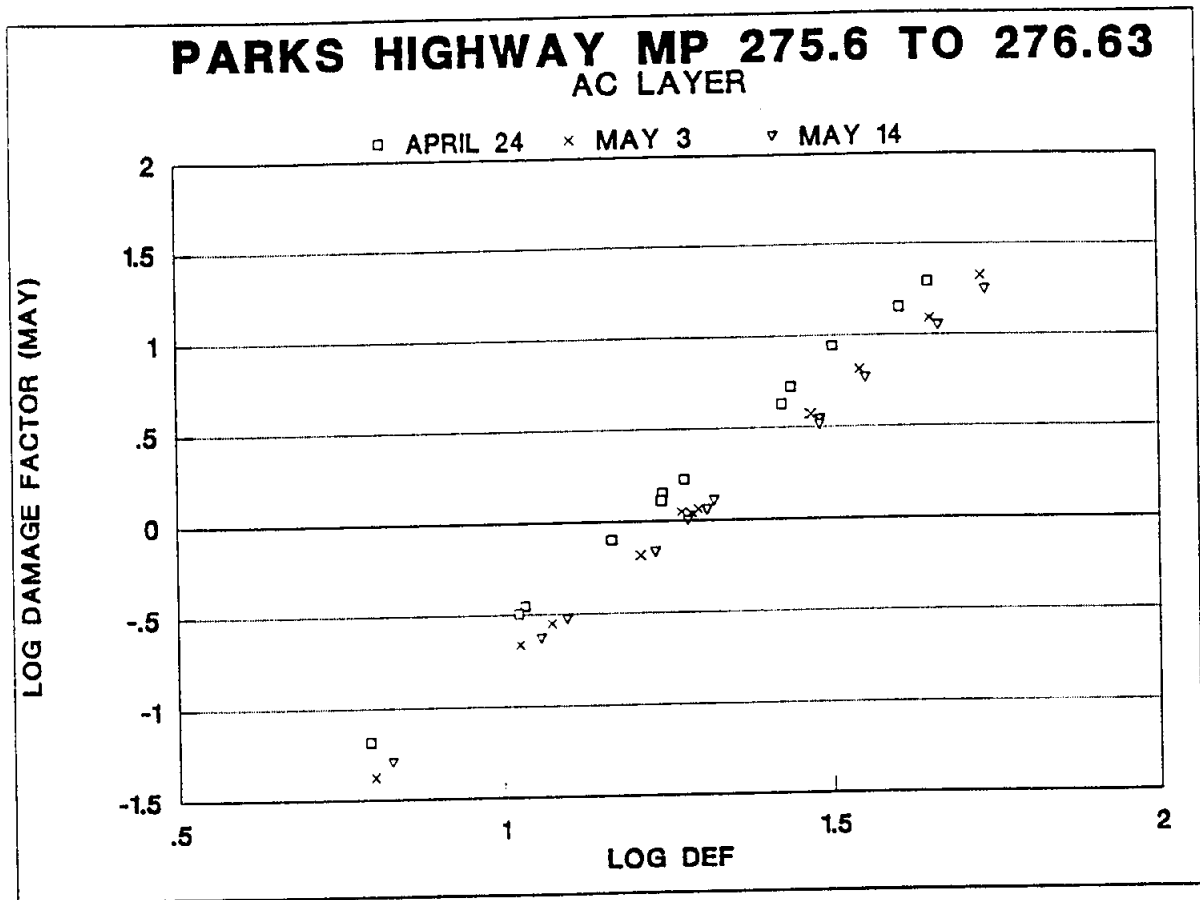 PARKS HIGHWAY MP 275.6 TO 276.63
AC LAYER
APRIL 24 MAY 3 MAY 14
2
1.5
1
.5
0
-.5
-1
-1.5
.5 1 1.5 2
LOG DAMAGE FACTOR (MAY)
LOG DEF